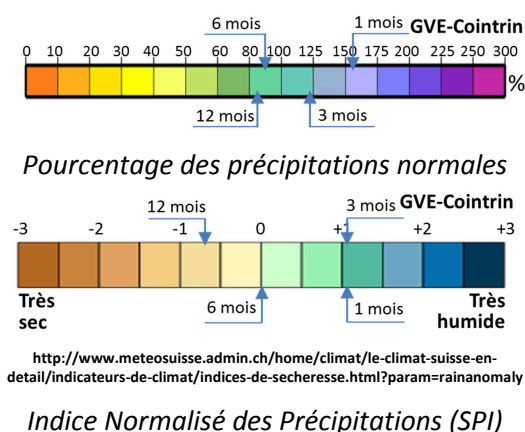 6 mois 1 mois GVE-Cointrin
0 10 20 30 40 50 60 80 100 125 150 175 200 225 250 300
%
12 mois 3 mois
Pourcentage des précipitations normales
12 mois 3 mois GVE-Cointrin
-3 -2 -1 0 +1 +2 +3
Très sec 6 mois 1 mois Très humide
http://www.meteosuisse.admin.ch/home/climat/le-climat-suisse-en-
detail/indicateurs-de-climat/indices-de-secheresse.html?param=rainanomaly
Indice Normalisé des Précipitations (SPI)